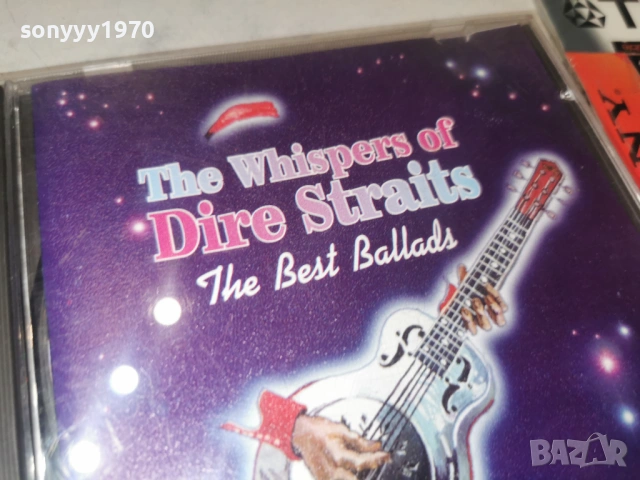 sonyyy1970
The Whispers of
Dire Straits
The Best Ballads
BAZAR